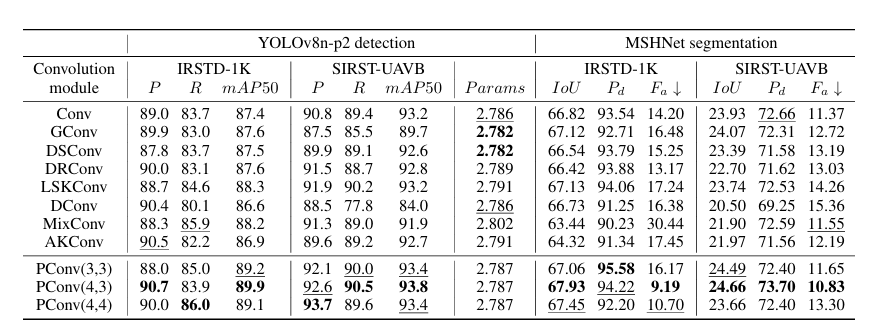 YOLOv8n-p2 detection MSHNet segmentation
Convolution IRSTD-1K SIRST-UAVB IRSTD-1K SIRST-UAVB
module P R mAP50 P R mAP50 Params IoU Pd Fa ↓ IoU Pd Fa ↓
Conv 89.0 83.7 87.4 90.8 89.4 93.2 2.786 66.82 93.54 14.20 23.93 72.66 11.37
GConv 89.9 83.0 87.6 87.5 85.5 89.7 2.782 67.12 92.71 16.48 24.07 72.31 12.72
DSConv 87.8 83.7 87.5 89.9 89.1 92.6 2.782 66.54 93.79 15.25 23.39 71.58 13.19
DRConv 90.0 83.1 87.6 91.5 88.7 92.8 2.789 66.42 93.88 13.17 22.70 71.62 13.03
LSKConv 88.7 84.6 88.3 91.9 90.2 93.2 2.791 67.13 94.06 17.24 23.74 72.53 14.26
DConv 90.4 80.1 86.6 88.5 77.8 84.0 2.786 66.73 91.25 16.38 20.50 69.25 15.36
MixConv 88.3 85.9 88.2 91.3 89.0 91.9 2.802 63.44 90.23 30.44 21.90 72.59 11.55
AKConv 90.5 82.2 86.9 89.6 89.2 92.7 2.791 64.32 91.34 17.45 21.97 71.56 12.19
PConv(3,3) 88.0 85.0 89.2 92.1 90.0 93.4 2.787 67.06 95.58 16.17 24.49 72.40 11.65
PConv(4,3) 90.7 83.9 89.9 92.6 90.5 93.8 2.787 67.93 94.22 9.19 24.66 73.70 10.83
PConv(4,4) 90.0 86.0 89.1 93.7 89.6 93.4 2.787 67.45 92.20 10.70 23.66 72.40 13.30